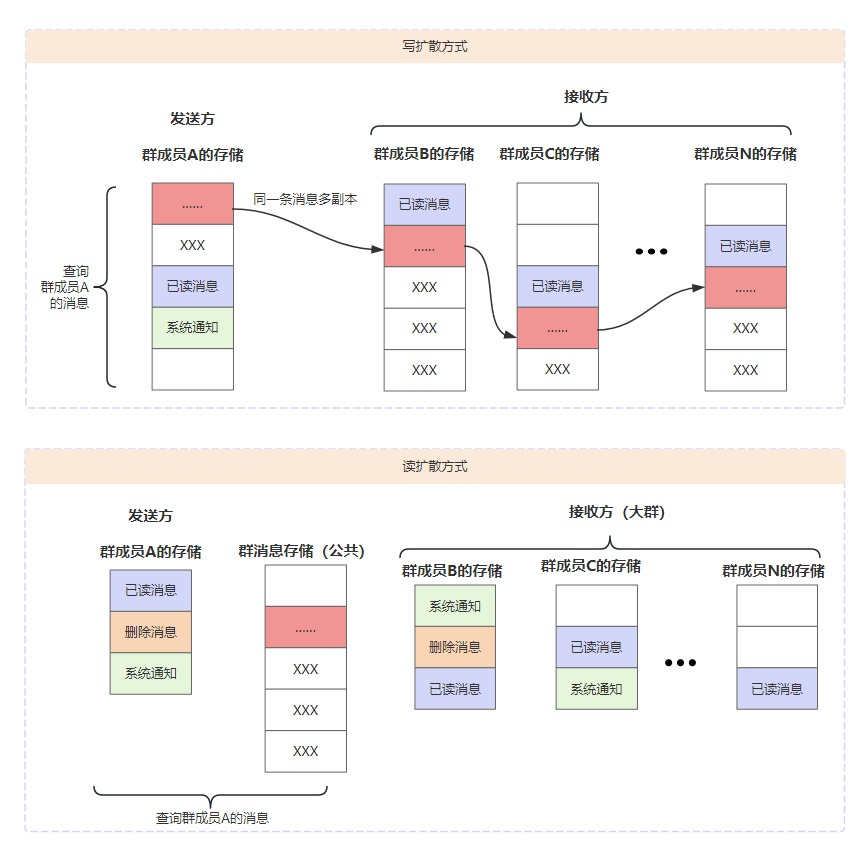 写扩散方式
接收方
发送方
群成员A的存储
群成员B的存储
群成员C的存储
群成员N的存储
......
XXX
已读消息
系统通知
查询
群成员A
的消息
同一条消息多副本
已读消息
......
XXX
XXX
XXX
已读消息
......
XXX
•••
已读消息
......
XXX
XXX
读扩散方式
发送方
接收方（大群）
群成员A的存储
群消息存储（公共）
群成员B的存储
群成员C的存储
群成员N的存储
已读消息
删除消息
系统通知
......
XXX
XXX
XXX
系统通知
删除消息
已读消息
已读消息
系统通知
•••
已读消息
查询群成员A的消息